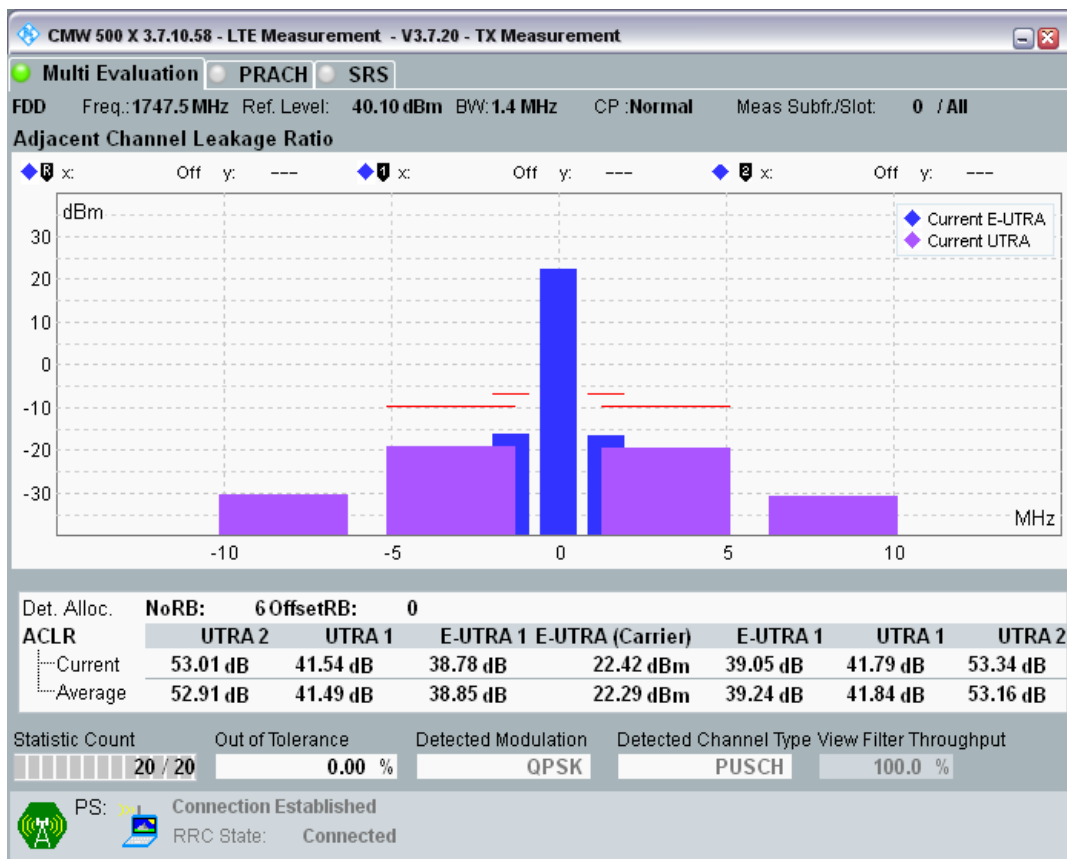 CMW 500 X 3.7.10.58 - LTE Measurement - V3.7.20 - TX Measurement
Multi Evaluation PRACH SRS
FDD Freq.:1747.5 MHz Ref. Level: 40.10 dBm BW:1.4 MHz CP :Normal Meas Subfr./Slot: 0 / All
Adjacent Channel Leakage Ratio
R x: Off y: --- 1 x: Off y: --- 2 x: Off y: ---
dBm
Current E-UTRA
Current UTRA
30
20
10
0
-10
-20
-30
MHz
-10 -5 0 5 10
Det. Alloc. NoRB: 6 OffsetRB: 0
ACLR UTRA 2 UTRA 1 E-UTRA 1 E-UTRA (Carrier) E-UTRA 1 UTRA 1 UTRA 2
Current 53.01 dB 41.54 dB 38.78 dB 22.42 dBm 39.05 dB 41.79 dB 53.34 dB
Average 52.91 dB 41.49 dB 38.85 dB 22.29 dBm 39.24 dB 41.84 dB 53.16 dB
Statistic Count Out of Tolerance Detected Modulation Detected Channel Type View Filter Throughput
20 / 20 0.00 % QPSK PUSCH 100.0 %
PS: Connection Established
RRC State: Connected